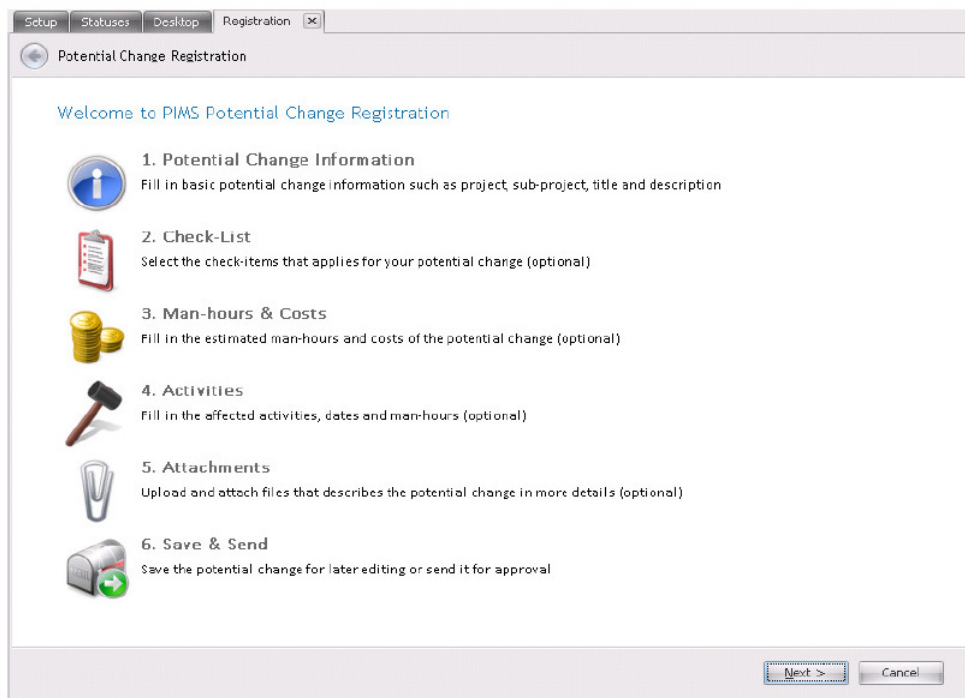 Setup Statuses Desktop Registration
Potential Change Registration
Welcome to PIMS Potential Change Registration
1. Potential Change Information
Fill in basic potential change information such as project, sub-project, title and description
2. Check-List
Select the check-items that applies for your potential change (optional)
3. Man-hours & Costs
Fill in the estimated man-hours and costs of the potential change (optional)
4. Activities
Fill in the affected activities, dates and man-hours (optional)
5. Attachments
Upload and attach files that describes the potential change in more details (optional)
6. Save & Send
Save the potential change for later editing or send it for approval
Next > Cancel